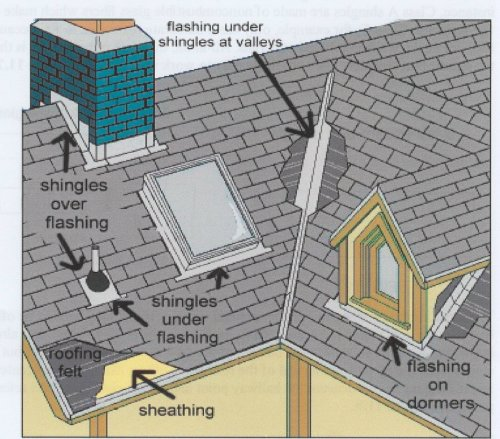 flashing under
shingles at valleys
shingles
over
flashing
shingles
under
flashing
roofing
felt
sheathing
flashing
on
dormers